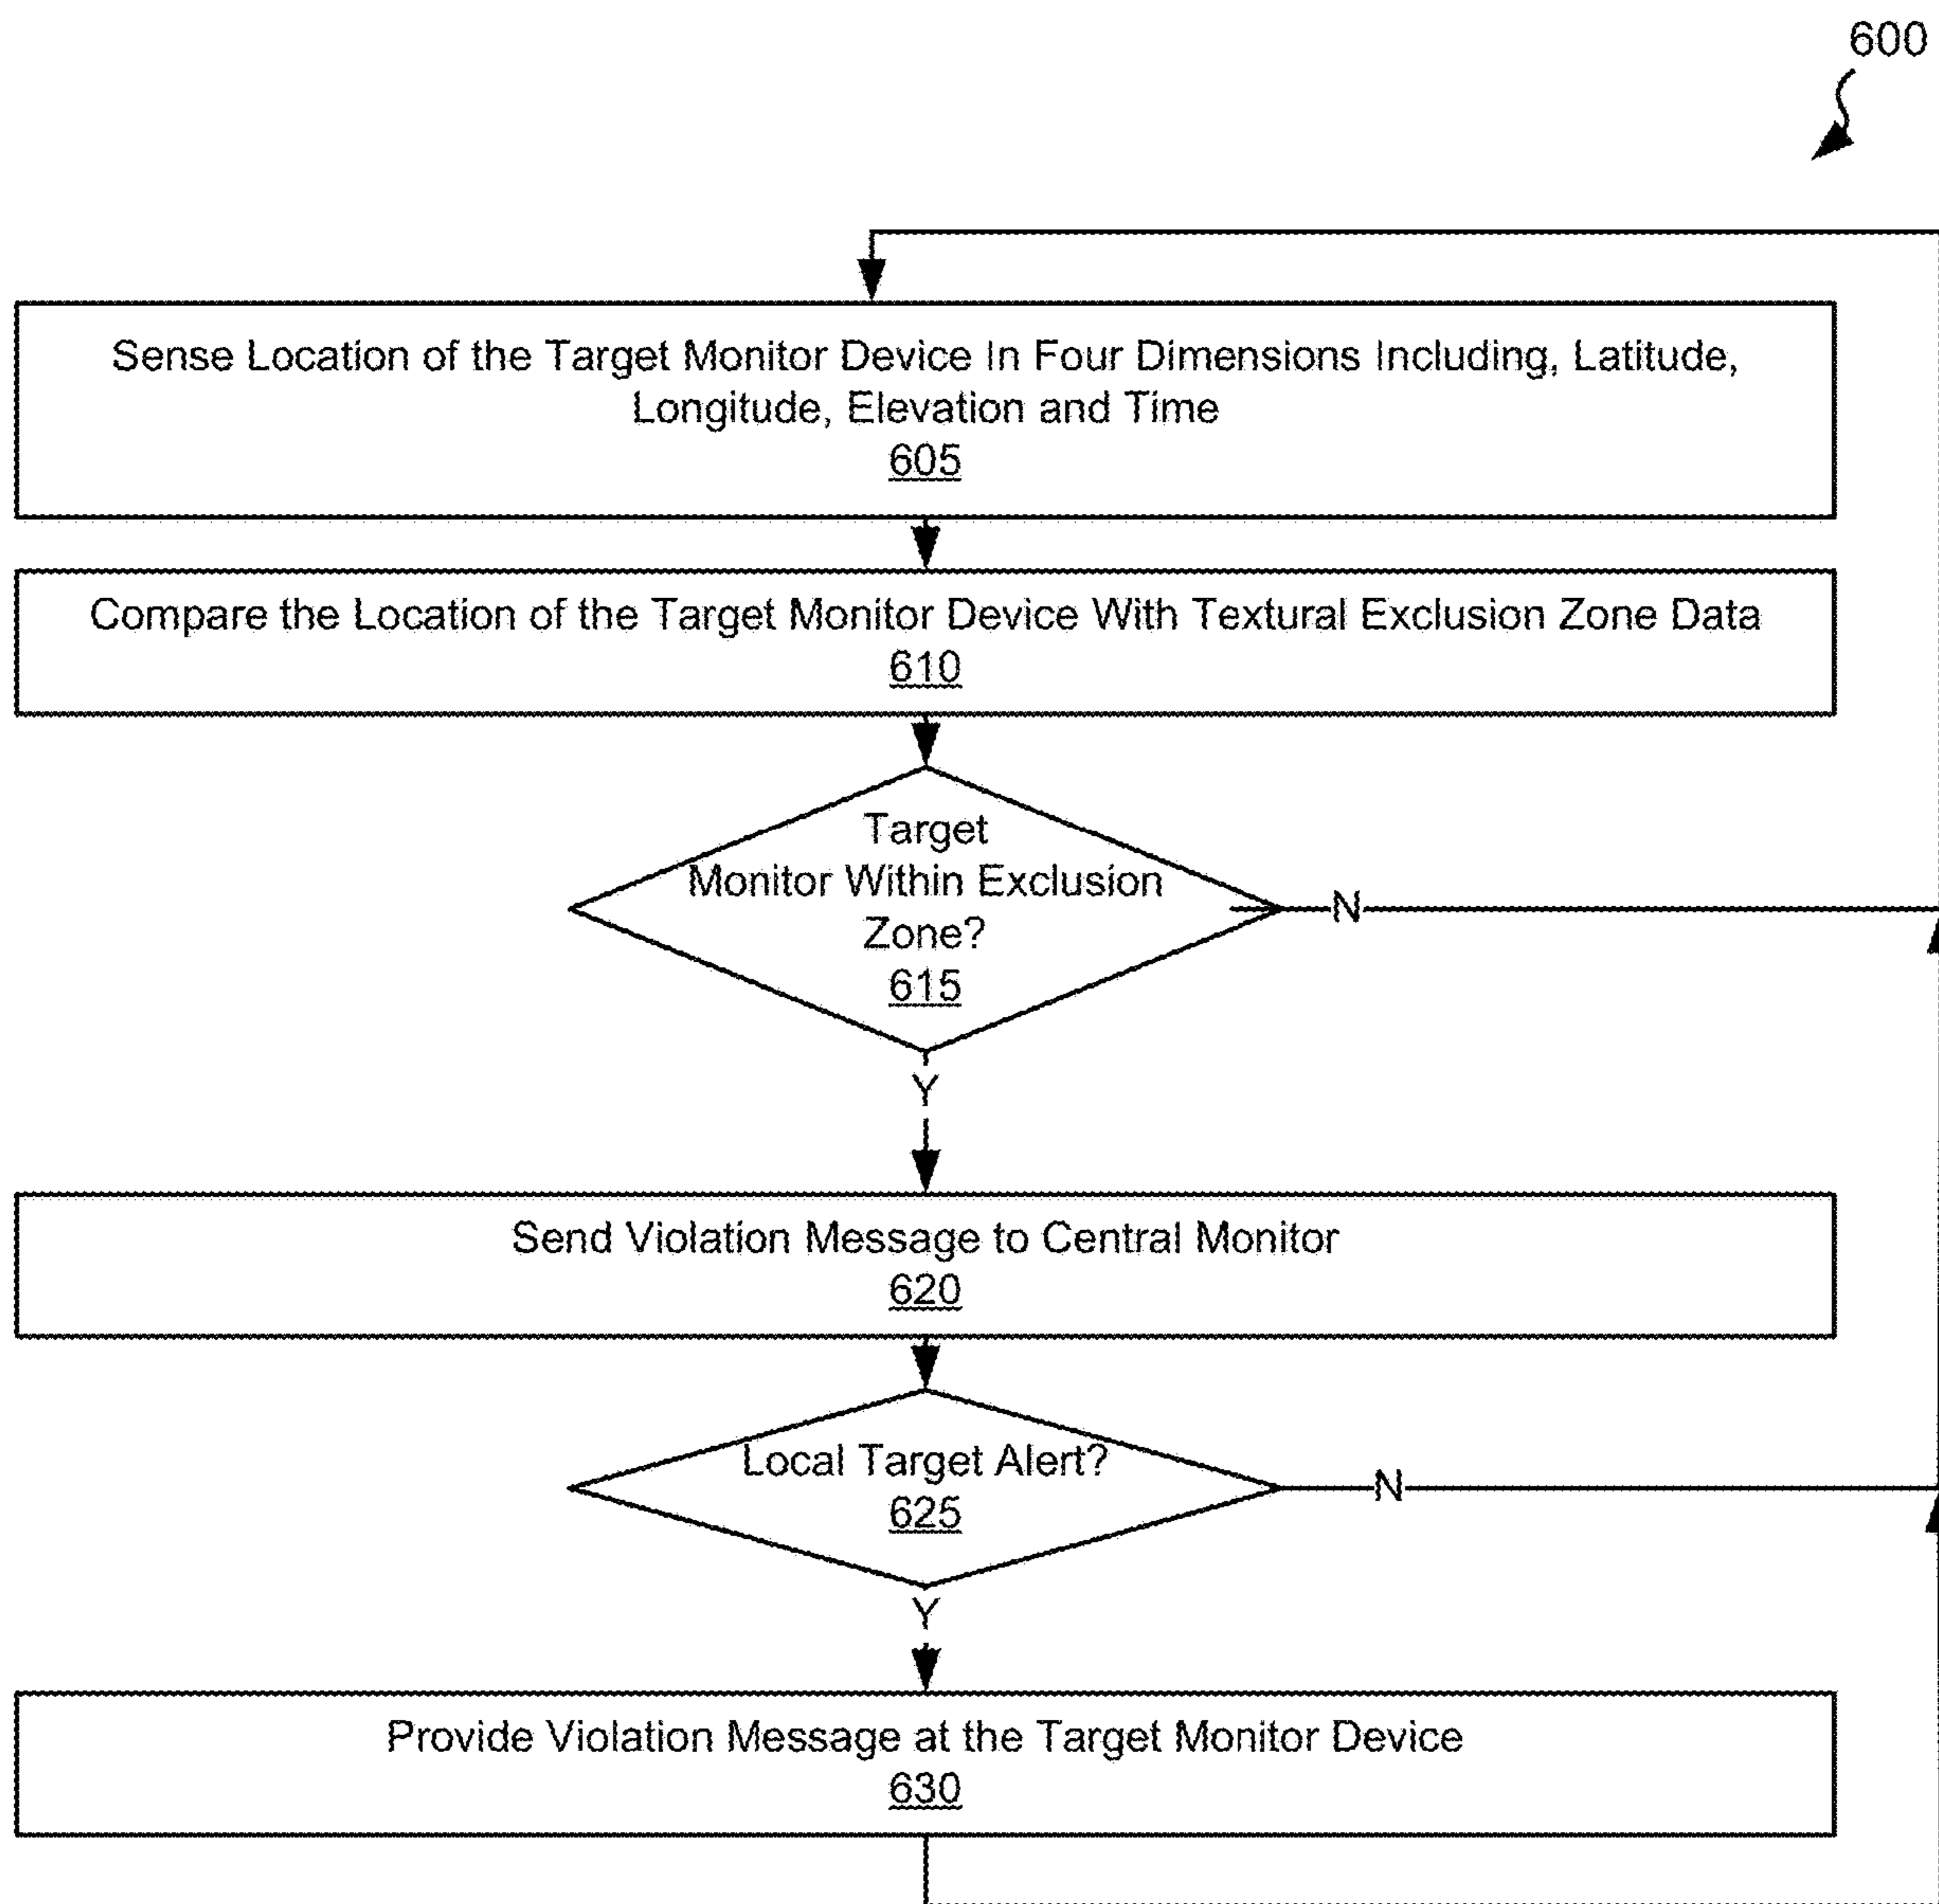 600
Sense Location of the Target Monitor Device In Four Dimensions Including, Latitude,
Longitude, Elevation and Time
605
Compare the Location of the Target Monitor Device With Textural Exclusion Zone Data
610
Target
Monitor Within Exclusion
Zone?
615
N
Y
Send Violation Message to Central Monitor
620
Local Target Alert?
625
N
Y
Provide Violation Message at the Target Monitor Device
630